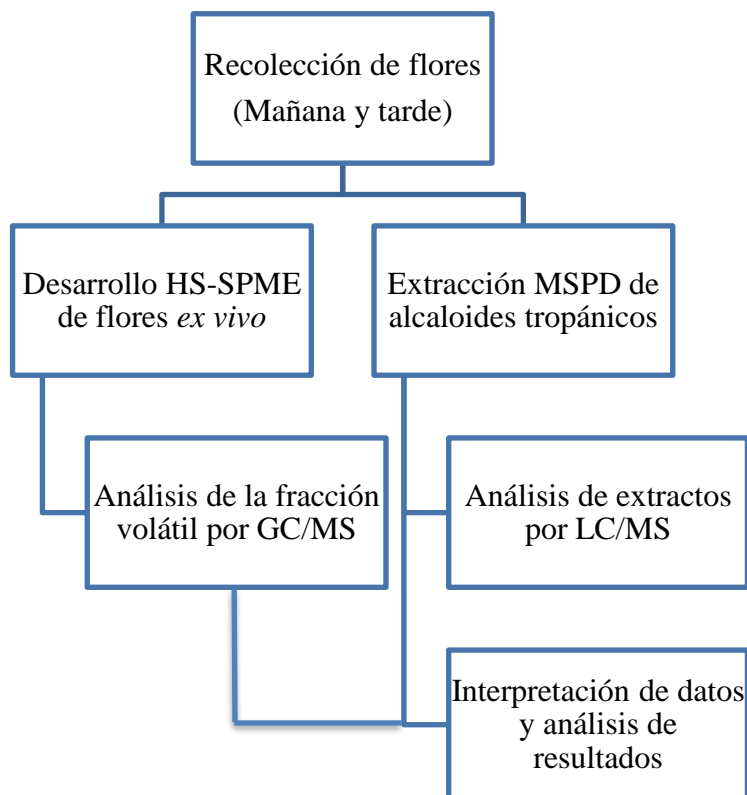 Recolección de flores
(Mañana y tarde)
Desarrollo HS-SPME
de flores ex vivo
Extracción MSPD de
alcaloides tropánicos
Análisis de la fracción
volátil por GC/MS
Análisis de extractos
por LC/MS
Interpretación de datos
y análisis de
resultados